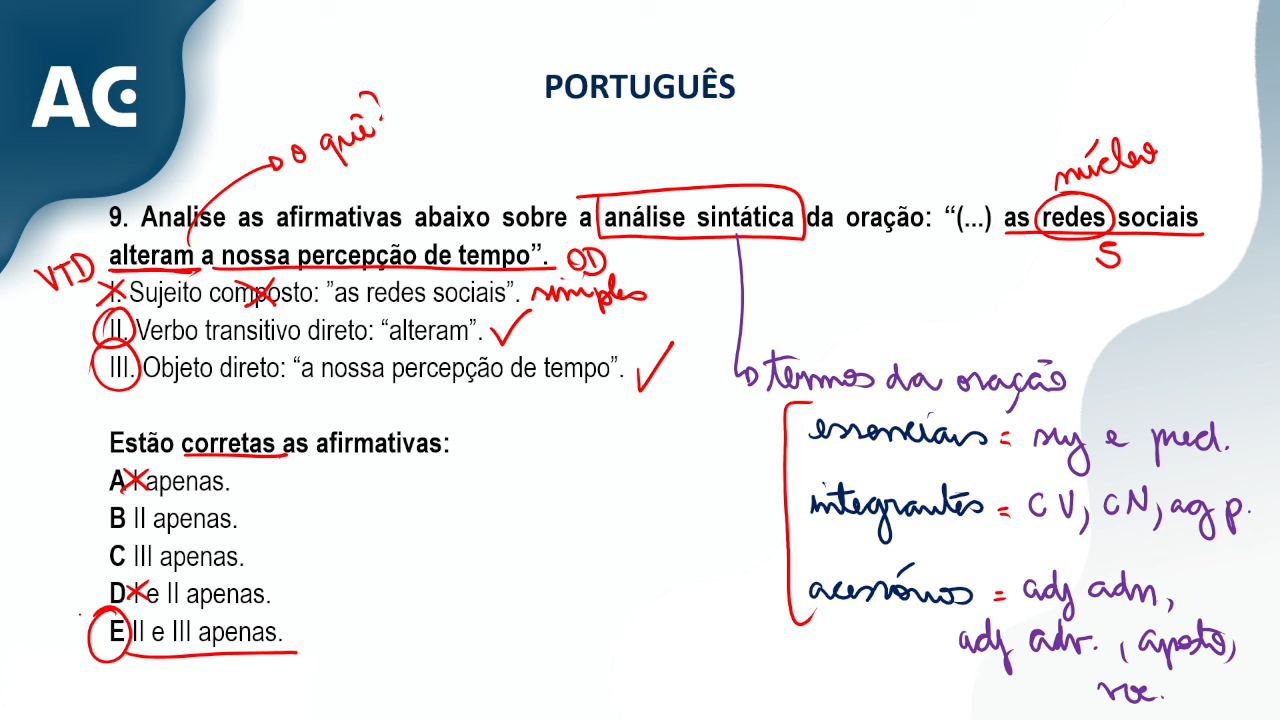 AC
PORTUGUÊS
o quê?
núcleo
9. Analise as afirmativas abaixo sobre a análise sintática da oração: “(...) as redes sociais
S
alteram a nossa percepção de tempo”. OD
VTD
I. Sujeito composto: ”as redes sociais”. simples
II. Verbo transitivo direto: “alteram”.
III. Objeto direto: “a nossa percepção de tempo”.
termos da oração
essenciais = suj e pred.
Estão corretas as afirmativas:
A I apenas.
integrantes = CV, CN, ag p.
B II apenas.
C III apenas.
acessórios = adj adn,
D I e II apenas.
adj adv., aposto,
E II e III apenas.
voc.